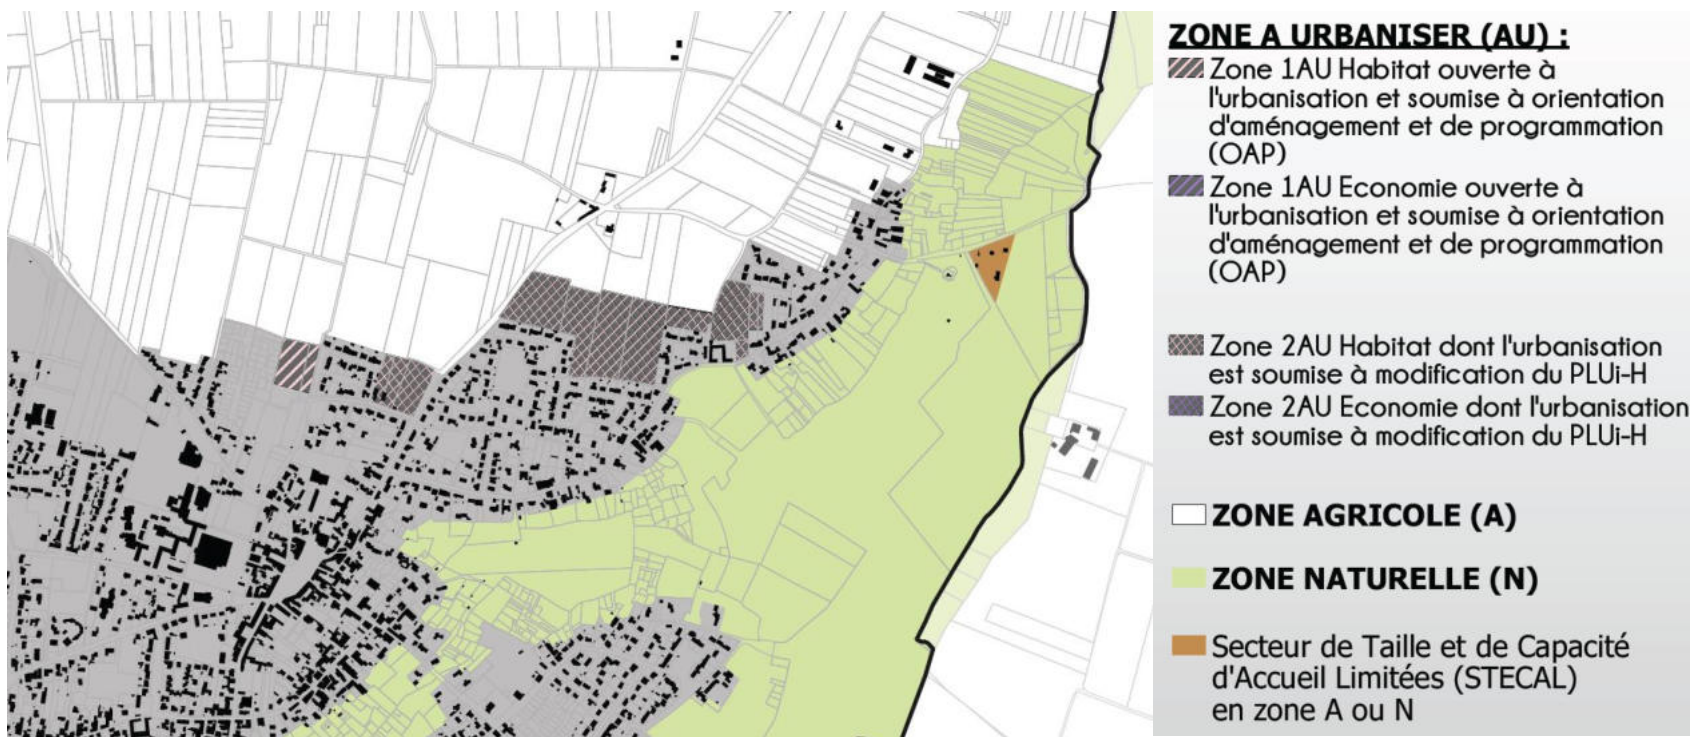 ZONE A URBANISER (AU) :
Zone 1AU Habitat ouverte à
l'urbanisation et soumise à orientation
d'aménagement et de programmation
(OAP)
Zone 1AU Economie ouverte à
l'urbanisation et soumise à orientation
d'aménagement et de programmation
(OAP)
Zone 2AU Habitat dont l'urbanisation
est soumise à modification du PLUi-H
Zone 2AU Economie dont l'urbanisation
est soumise à modification du PLUi-H
ZONE AGRICOLE (A)
ZONE NATURELLE (N)
Secteur de Taille et de Capacité
d'Accueil Limitées (STECAL)
en zone A ou N